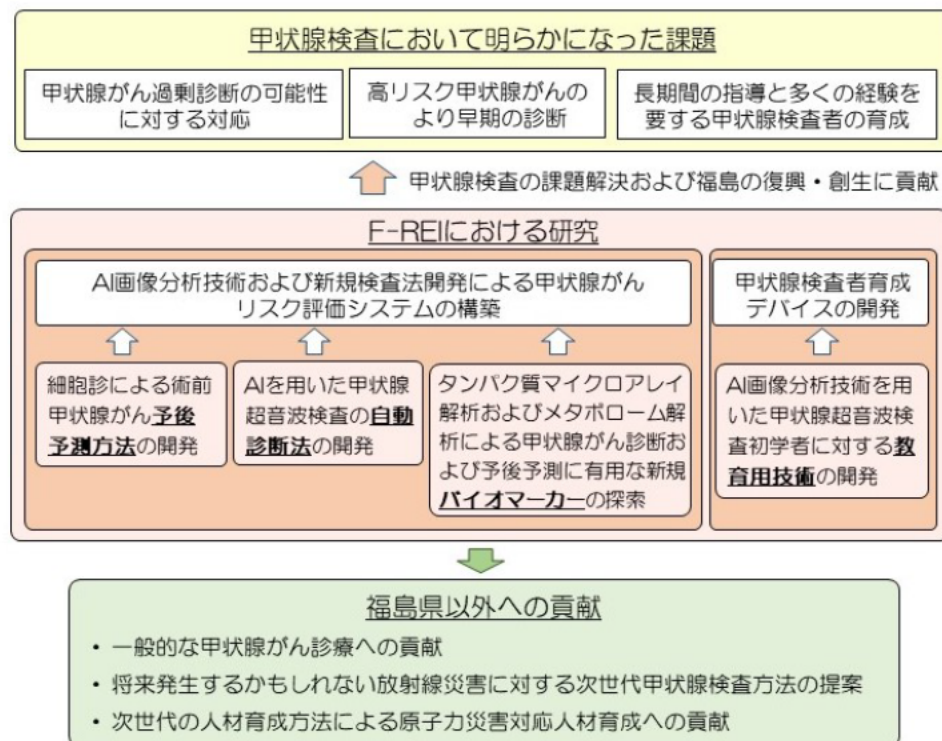 甲状腺検査において明らかになった課題
甲状腺がん過剰診断の可能性
に対する対応
高リスク甲状腺がんの
より早期の診断
長期間の指導と多くの経験を
要する甲状腺検査者の育成
甲状腺検査の課題解決および福島の復興・創生に貢献
F-REIにおける研究
AI画像分析技術および新規検査法開発による甲状腺がん
リスク評価システムの構築
甲状腺検査者育成
デバイスの開発
細胞診による術前
甲状腺がん予後
予測方法の開発
AIを用いた甲状腺
超音波検査の自動
診断法の開発
タンパク質マイクロアレイ
解析およびメタボローム解
析による甲状腺がん診断お
よび予後予測に有用な新規
バイオマーカーの探索
AI画像分析技術を用
いた甲状腺超音波検
査初学者に対する教
育用技術の開発
福島県以外への貢献
• 一般的な甲状腺がん診療への貢献
• 将来発生するかもしれない放射線災害に対する次世代甲状腺検査方法の提案
• 次世代の人材育成方法による原子力災害対応人材育成への貢献